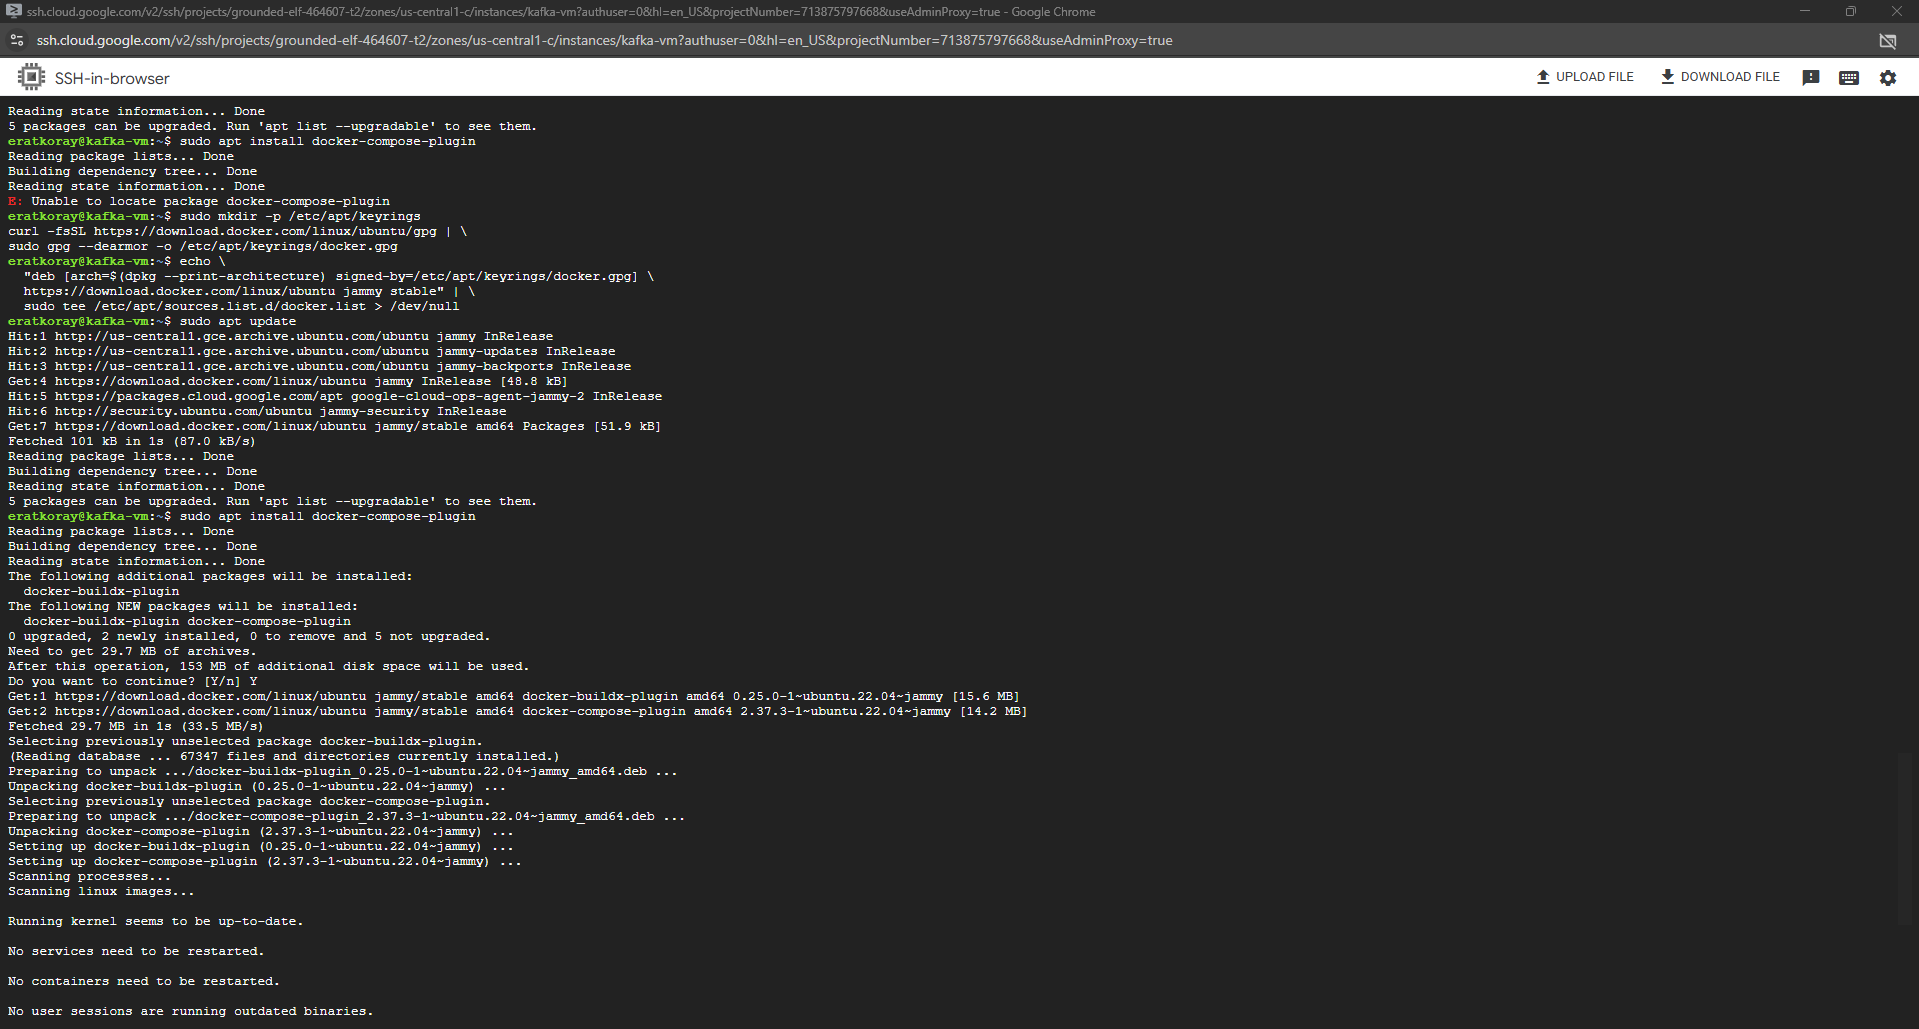 ssh.cloud.google.com/v2/ssh/projects/grounded-elf-464607-t2/zones/us-central1-c/instances/kafka-vm?authuser=0&hl=en_US&projectNumber=713875797668&useAdminProxy=true - Google Chrome
ssh.cloud.google.com/v2/ssh/projects/grounded-elf-464607-t2/zones/us-central1-c/instances/kafka-vm?authuser=0&hl=en_US&projectNumber=713875797668&useAdminProxy=true
SSH-in-browser UPLOAD FILE DOWNLOAD FILE
Reading state information... Done
5 packages can be upgraded. Run 'apt list --upgradable' to see them.
eratkoray@kafka-vm:~$ sudo apt install docker-compose-plugin
Reading package lists... Done
Building dependency tree... Done
Reading state information... Done
E: Unable to locate package docker-compose-plugin
eratkoray@kafka-vm:~$ sudo mkdir -p /etc/apt/keyrings
curl -fsSL https://download.docker.com/linux/ubuntu/gpg | \
sudo gpg --dearmor -o /etc/apt/keyrings/docker.gpg
eratkoray@kafka-vm:~$ echo \
  "deb [arch=$(dpkg --print-architecture) signed-by=/etc/apt/keyrings/docker.gpg] \
  https://download.docker.com/linux/ubuntu jammy stable" | \
  sudo tee /etc/apt/sources.list.d/docker.list > /dev/null
eratkoray@kafka-vm:~$ sudo apt update
Hit:1 http://us-central1.gce.archive.ubuntu.com/ubuntu jammy InRelease
Hit:2 http://us-central1.gce.archive.ubuntu.com/ubuntu jammy-updates InRelease
Hit:3 http://us-central1.gce.archive.ubuntu.com/ubuntu jammy-backports InRelease
Get:4 https://download.docker.com/linux/ubuntu jammy InRelease [48.8 kB]
Hit:5 https://packages.cloud.google.com/apt google-cloud-ops-agent-jammy-2 InRelease
Hit:6 http://security.ubuntu.com/ubuntu jammy-security InRelease
Get:7 https://download.docker.com/linux/ubuntu jammy/stable amd64 Packages [51.9 kB]
Fetched 101 kB in 1s (87.0 kB/s)
Reading package lists... Done
Building dependency tree... Done
Reading state information... Done
5 packages can be upgraded. Run 'apt list --upgradable' to see them.
eratkoray@kafka-vm:~$ sudo apt install docker-compose-plugin
Reading package lists... Done
Building dependency tree... Done
Reading state information... Done
The following additional packages will be installed:
  docker-buildx-plugin
The following NEW packages will be installed:
  docker-buildx-plugin docker-compose-plugin
0 upgraded, 2 newly installed, 0 to remove and 5 not upgraded.
Need to get 29.7 MB of archives.
After this operation, 153 MB of additional disk space will be used.
Do you want to continue? [Y/n] Y
Get:1 https://download.docker.com/linux/ubuntu jammy/stable amd64 docker-buildx-plugin amd64 0.25.0-1~ubuntu.22.04~jammy [15.6 MB]
Get:2 https://download.docker.com/linux/ubuntu jammy/stable amd64 docker-compose-plugin amd64 2.37.3-1~ubuntu.22.04~jammy [14.2 MB]
Fetched 29.7 MB in 1s (33.5 MB/s)
Selecting previously unselected package docker-buildx-plugin.
(Reading database ... 67347 files and directories currently installed.)
Preparing to unpack .../docker-buildx-plugin_0.25.0-1~ubuntu.22.04~jammy_amd64.deb ...
Unpacking docker-buildx-plugin (0.25.0-1~ubuntu.22.04~jammy) ...
Selecting previously unselected package docker-compose-plugin.
Preparing to unpack .../docker-compose-plugin_2.37.3-1~ubuntu.22.04~jammy_amd64.deb ...
Unpacking docker-compose-plugin (2.37.3-1~ubuntu.22.04~jammy) ...
Setting up docker-buildx-plugin (0.25.0-1~ubuntu.22.04~jammy) ...
Setting up docker-compose-plugin (2.37.3-1~ubuntu.22.04~jammy) ...
Scanning processes...
Scanning linux images...
Running kernel seems to be up-to-date.
No services need to be restarted.
No containers need to be restarted.
No user sessions are running outdated binaries.